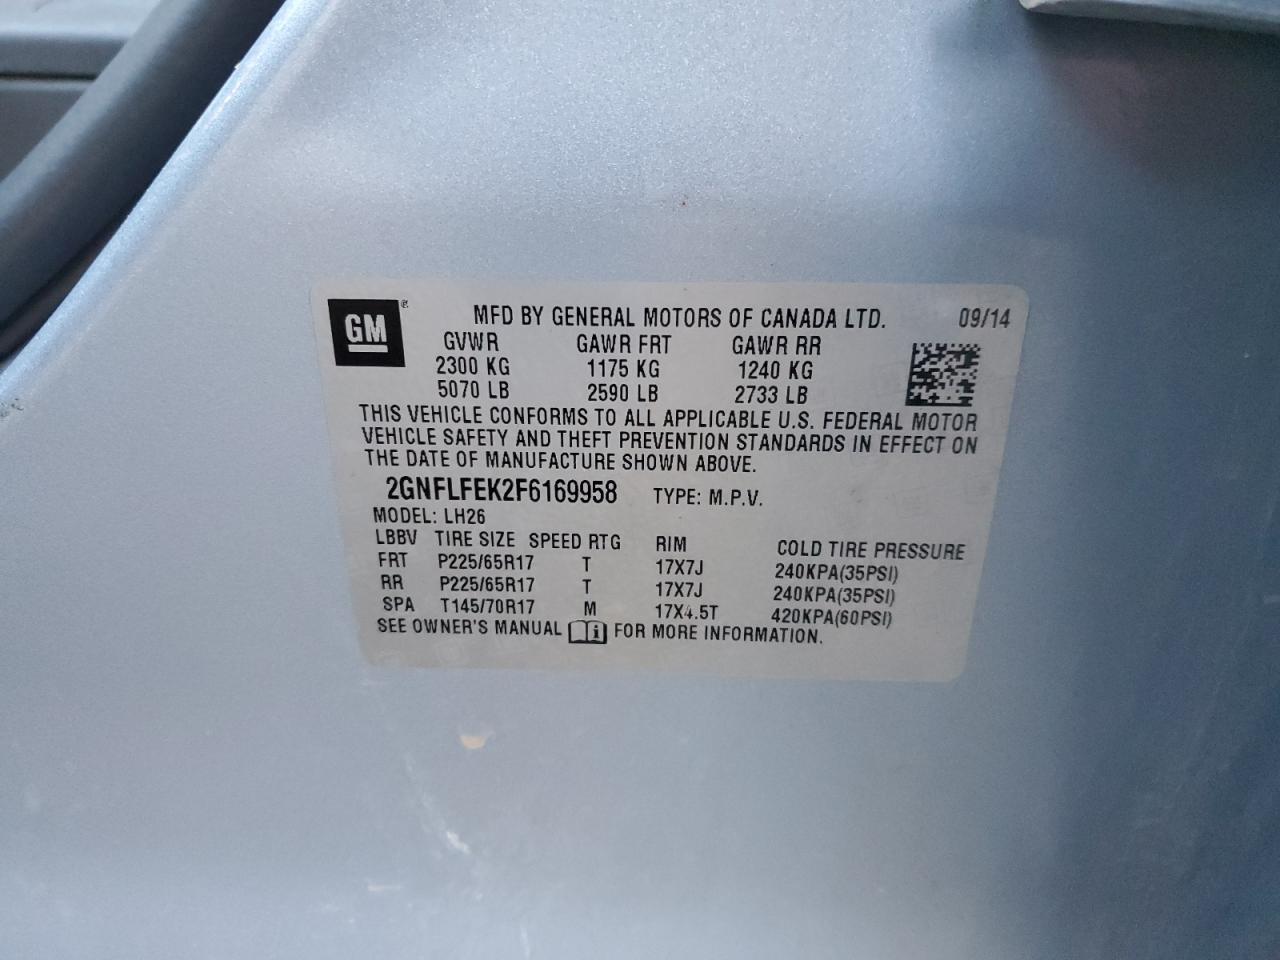 GM ®
MFD BY GENERAL MOTORS OF CANADA LTD. 09/14
GVWR GAWR FRT GAWR RR
2300 KG 1175 KG 1240 KG
5070 LB 2590 LB 2733 LB
THIS VEHICLE CONFORMS TO ALL APPLICABLE U.S. FEDERAL MOTOR
VEHICLE SAFETY AND THEFT PREVENTION STANDARDS IN EFFECT ON
THE DATE OF MANUFACTURE SHOWN ABOVE.
2GNFLFEK2F6169958 TYPE: M.P.V.
MODEL: LH26
LBBV TIRE SIZE SPEED RTG RIM COLD TIRE PRESSURE
FRT P225/65R17 T 17X7J 240KPA(35PSI)
RR P225/65R17 T 17X7J 240KPA(35PSI)
SPA T145/70R17 M 17X4.5T 420KPA(60PSI)
SEE OWNER'S MANUAL i FOR MORE INFORMATION.